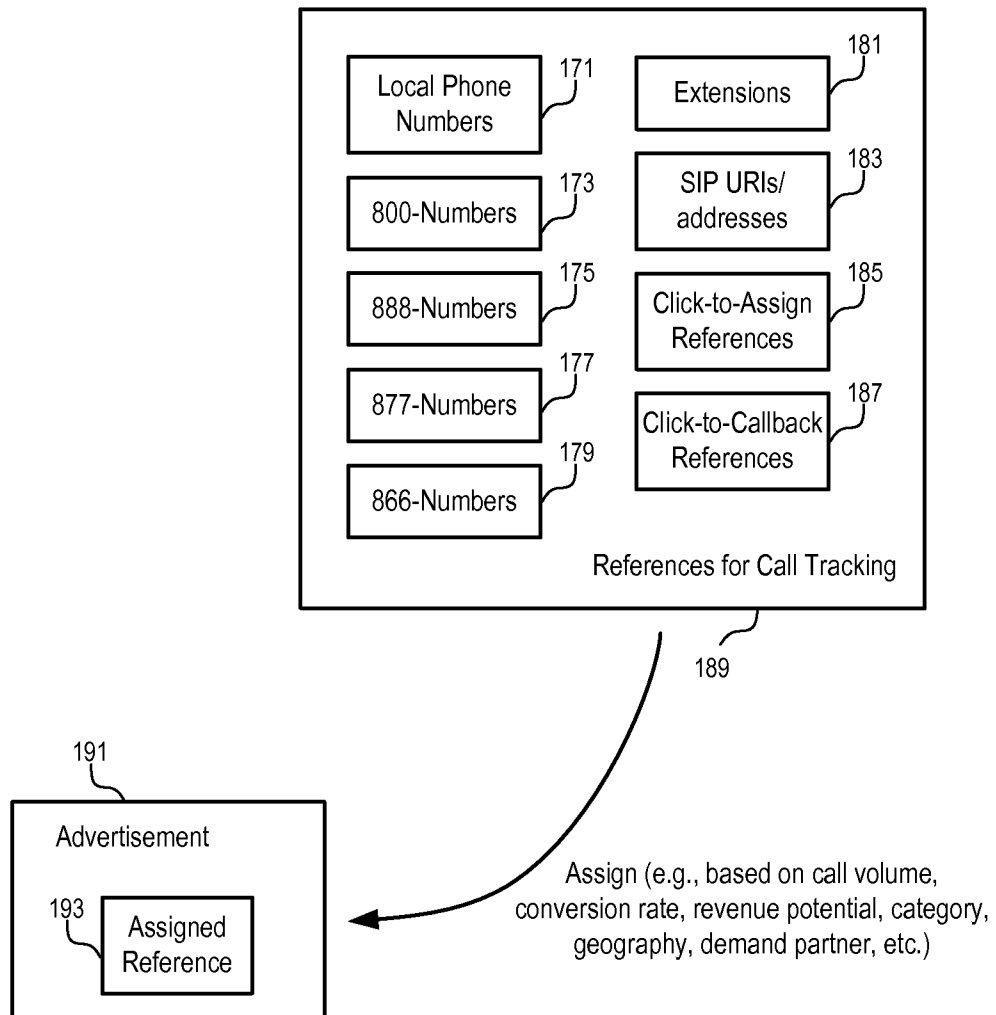 171
Local Phone
Numbers
173
800-Numbers
175
888-Numbers
177
877-Numbers
179
866-Numbers
181
Extensions
183
SIP URIs/
addresses
185
Click-to-Assign
References
187
Click-to-Callback
References
References for Call Tracking
189
191
Advertisement
193
Assigned
Reference
Assign (e.g., based on call volume,
conversion rate, revenue potential, category,
geography, demand partner, etc.)